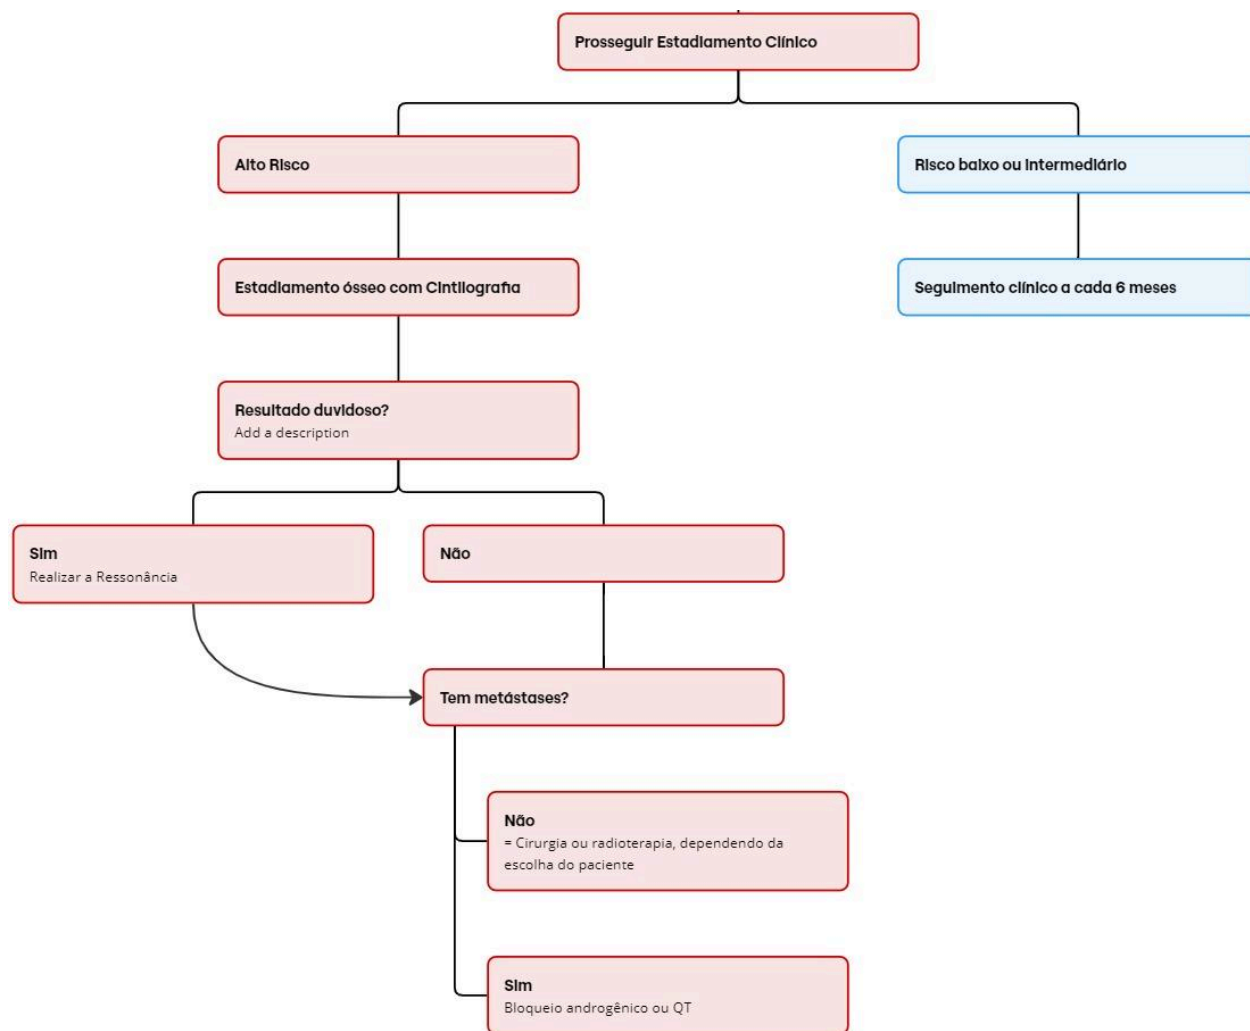 Prosseguir Estadiamento Clínico
Alto Risco
Risco baixo ou intermediário
Estadiamento ósseo com Cintilografia
Seguimento clínico a cada 6 meses
Resultado duvidoso?
Add a description
Sim
Realizar a Ressonância
Não
Tem metástases?
Não
= Cirurgia ou radioterapia, dependendo da
escolha do paciente
Sim
Bloqueio androgênico ou QT